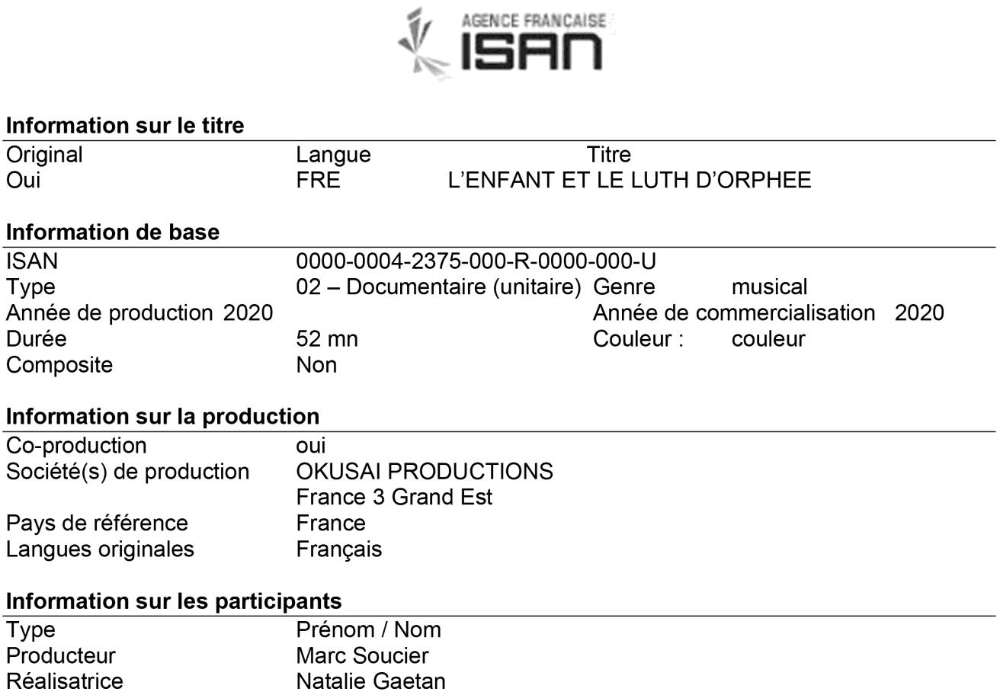 AGENCE FRANÇAISE
ISAN
Information sur le titre
Original Langue Titre
Oui FRE L’ENFANT ET LE LUTH D’ORPHEE
Information de base
ISAN 0000-0004-2375-000-R-0000-000-U
Type 02 – Documentaire (unitaire) Genre musical
Année de production 2020 Année de commercialisation 2020
Durée 52 mn Couleur : couleur
Composite Non
Information sur la production
Co-production oui
Société(s) de production OKUSAI PRODUCTIONS
France 3 Grand Est
Pays de référence France
Langues originales Français
Information sur les participants
Type Prénom / Nom
Producteur Marc Soucier
Réalisatrice Natalie Gaetan